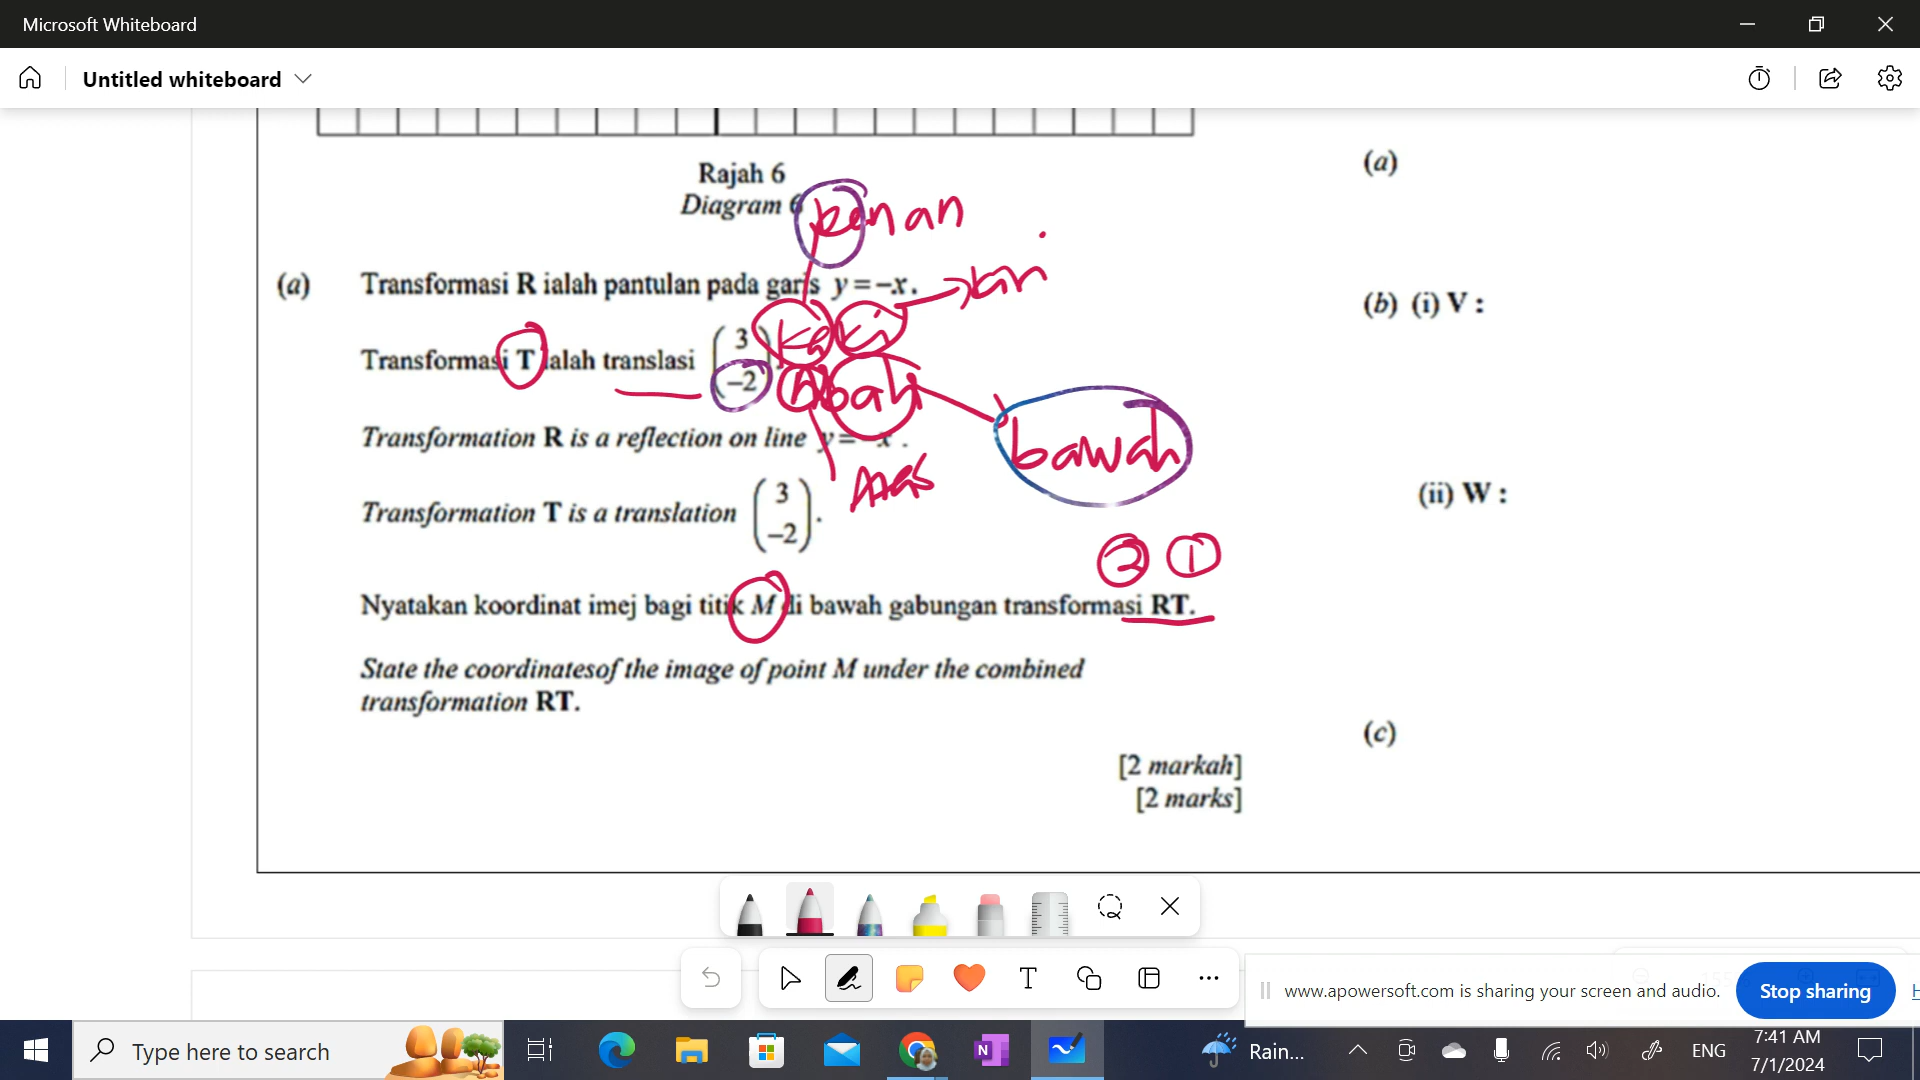 Microsoft Whiteboard
Untitled whiteboard
Rajah 6
Diagram 6
kanan
(a) Transformasi R ialah pantulan pada garis y = –x.
kiri
Transformasi T ialah translasi (3 –2)
ka ki
bah
bawah
Transformation R is a reflection on line y = –x.
Transformation T is a translation (3 –2).
2 1
Nyatakan koordinat imej bagi titik M di bawah gabungan transformasi RT.
State the coordinatesof the image of point M under the combined
transformation RT.
[2 markah]
[2 marks]
(a)
(b) (i) V :
(ii) W :
(c)
www.apowersoft.com is sharing your screen and audio.
Stop sharing
Type here to search
Rain...
ENG
7:41 AM
7/1/2024